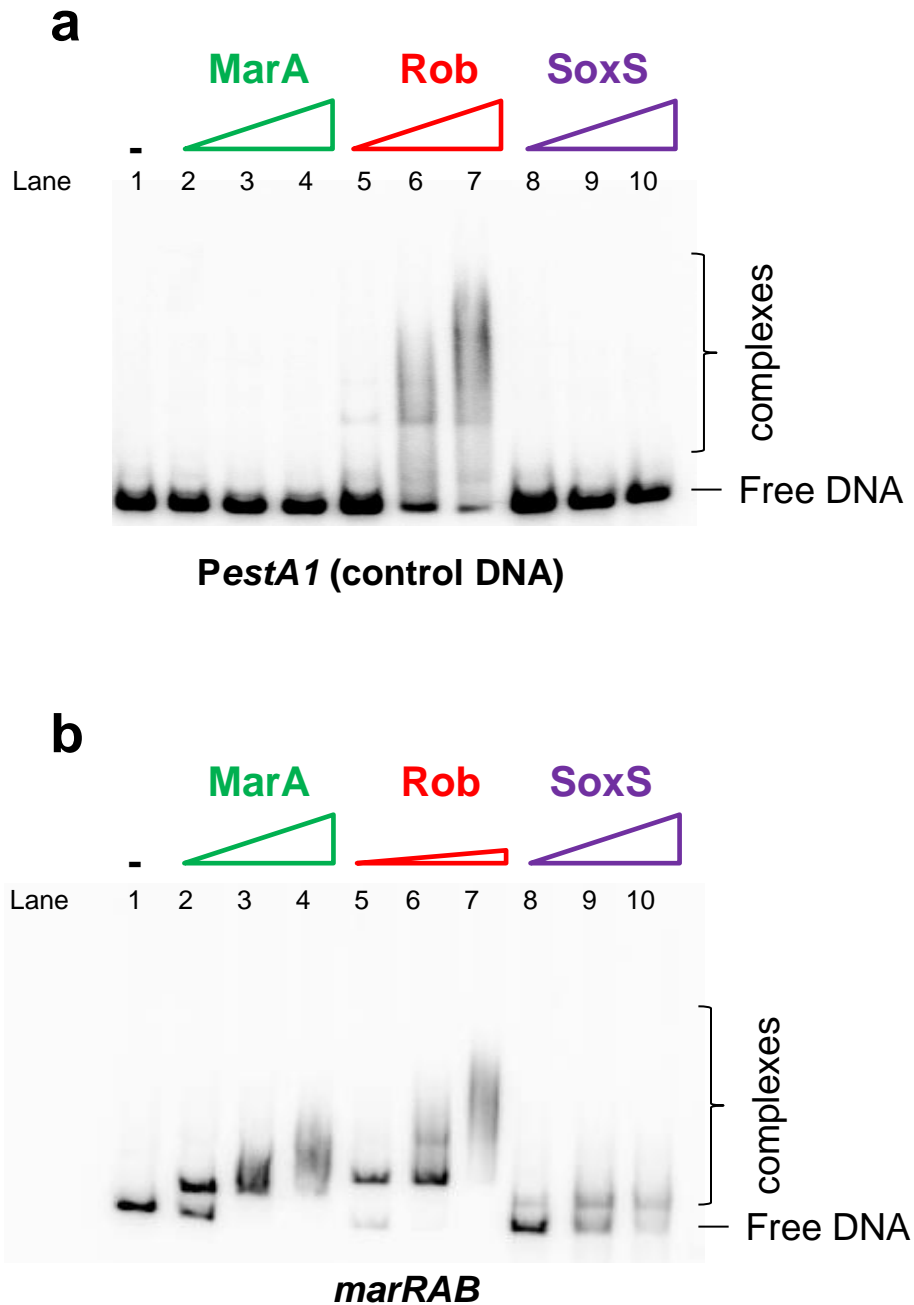 a
MarA Rob SoxS
-
Lane 1 2 3 4 5 6 7 8 9 10
complexes
Free DNA
PestA1 (control DNA)
b
MarA Rob SoxS
-
Lane 1 2 3 4 5 6 7 8 9 10
complexes
Free DNA
marRAB